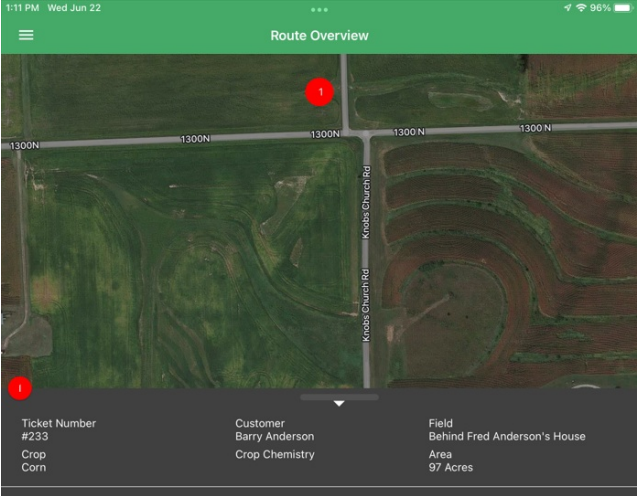 1:11 PM Wed Jun 22
96%
Route Overview
1
1300N
1300N
1300N
1300 N
1300 N
Knobs Church Rd
Knobs Church Rd
I
Ticket Number
#233
Customer
Barry Anderson
Field
Behind Fred Anderson's House
Crop
Corn
Crop Chemistry
Area
97 Acres